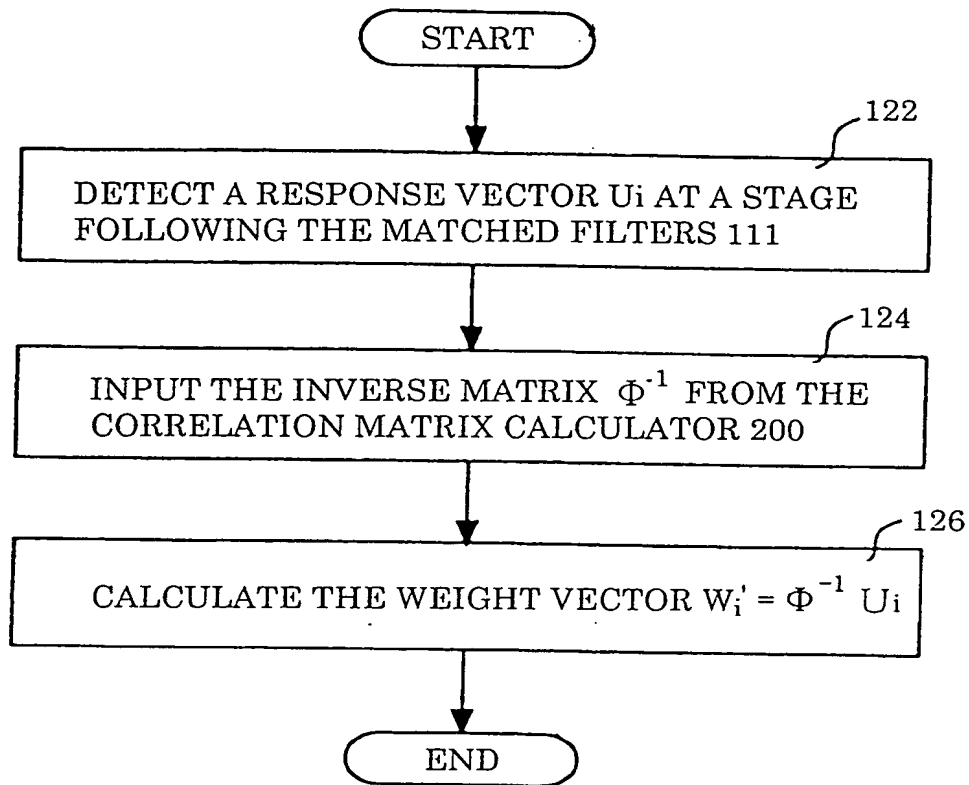 START
122
DETECT A RESPONSE VECTOR Ui AT A STAGE
FOLLOWING THE MATCHED FILTERS 111
124
INPUT THE INVERSE MATRIX Φ⁻¹ FROM THE
CORRELATION MATRIX CALCULATOR 200
126
CALCULATE THE WEIGHT VECTOR Wᵢ' = Φ⁻¹ Ui
END